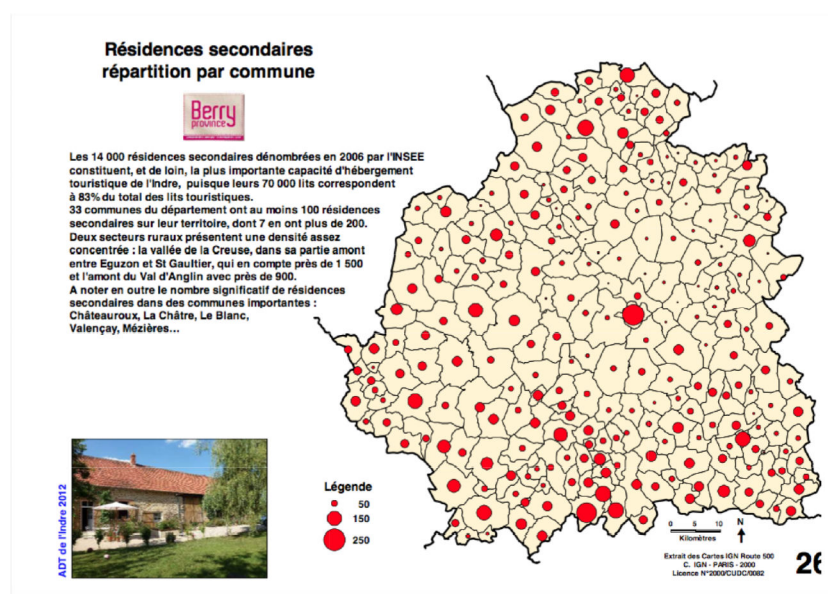 Résidences secondaires
répartition par commune
Berry
province
Les 14 000 résidences secondaires dénombrées en 2006 par l'INSEE
constituent, et de loin, la plus importante capacité d'hébergement
touristique de l'Indre, puisque leurs 70 000 lits correspondent
à 83% du total des lits touristiques.
33 communes du département ont au moins 100 résidences
secondaires sur leur territoire, dont 7 en ont plus de 200.
Deux secteurs ruraux présentent une densité assez
concentrée : la vallée de la Creuse, dans sa partie amont
entre Eguzon et St Gaultier, qui en compte près de 1 500
et l'amont du Val d'Anglin avec près de 900.
A noter en outre le nombre significatif de résidences
secondaires dans des communes importantes :
Châteauroux, La Châtre, Le Blanc,
Valençay, Mézières...
ADT de l'Indre 2012
Légende
50
150
250
0 5 10
Kilomètres
N
Extrait des Cartes IGN Route 500
C. IGN - PARIS - 2000
Licence N°2000/CUDC/0082
26